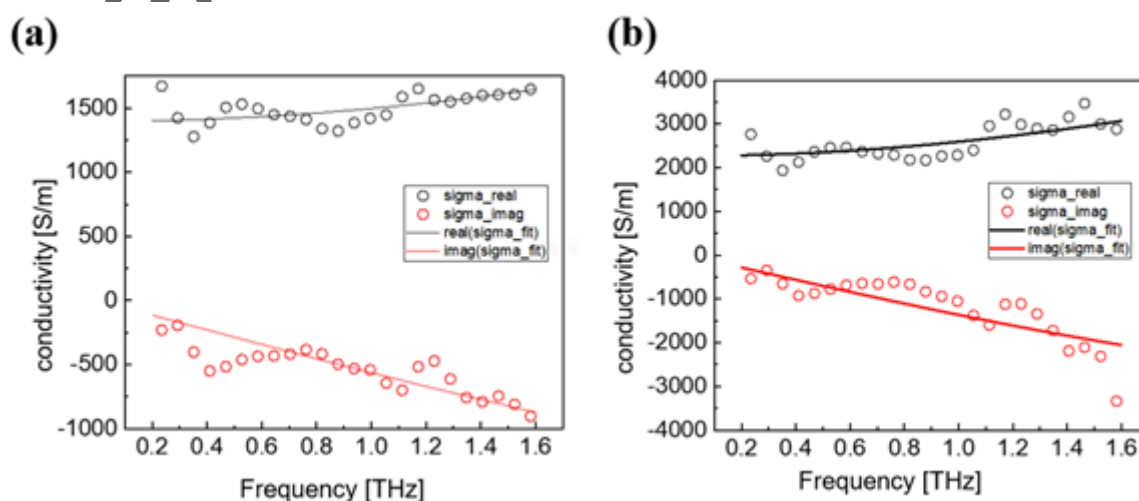 (a)
(b)
conductivity [S/m]
1500
1000
500
0
-500
-1000
sigma_real
sigma_imag
real(sigma_fit)
imag(sigma_fit)
0.2 0.4 0.6 0.8 1.0 1.2 1.4 1.6
Frequency [THz]
conductivity [S/m]
4000
3000
2000
1000
0
-1000
-2000
-3000
-4000
sigma_real
sigma_imag
real(sigma_fit)
imag(sigma_fit)
0.2 0.4 0.6 0.8 1.0 1.2 1.4 1.6
Frequency [THz]